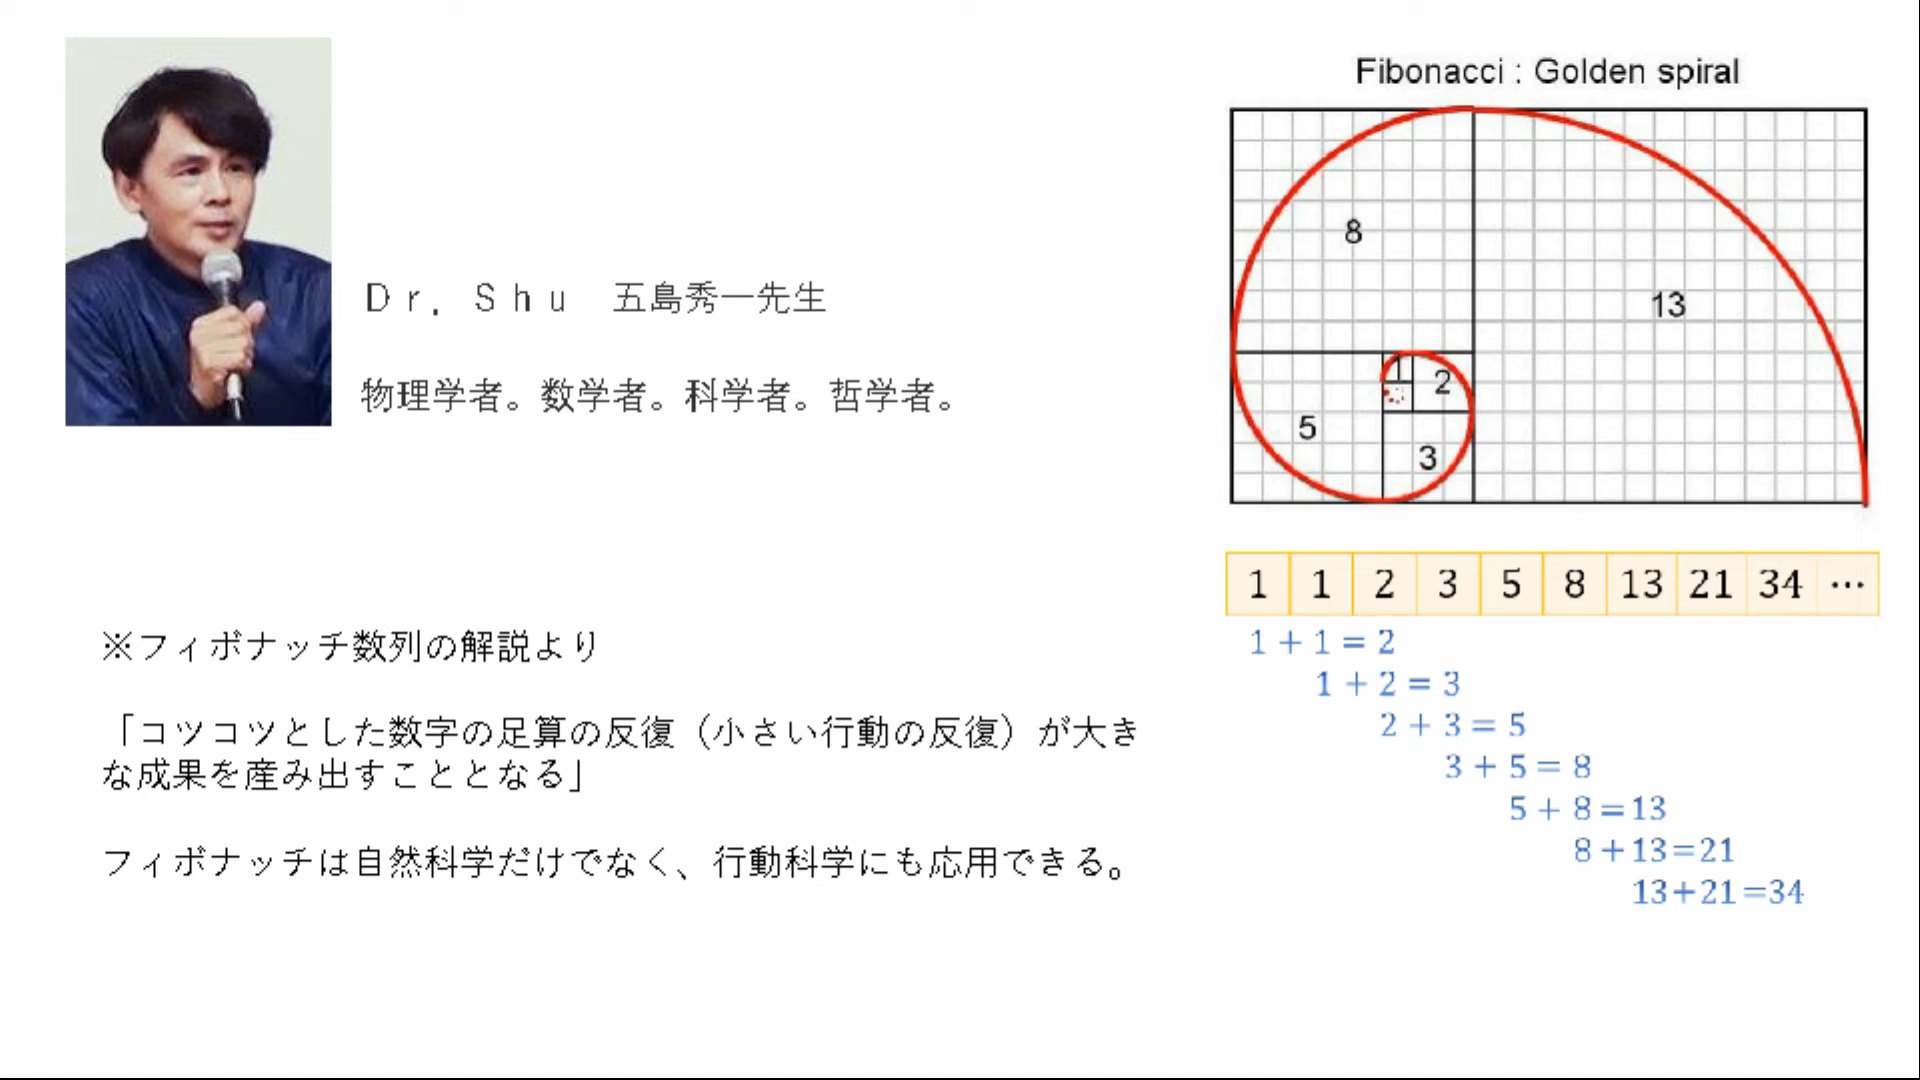 Ｄｒ．Ｓｈｕ　五島秀一先生
物理学者。数学者。科学者。哲学者。
※フィボナッチ数列の解説より
「コツコツとした数字の足算の反復（小さい行動の反復）が大き
な成果を産み出すこととなる」
フィボナッチは自然科学だけでなく、行動科学にも応用できる。
Fibonacci : Golden spiral
8
13
1
2
5
3
1 1 2 3 5 8 13 21 34 …
1 + 1 = 2
1 + 2 = 3
2 + 3 = 5
3 + 5 = 8
5 + 8 = 13
8 + 13 = 21
13 + 21 = 34